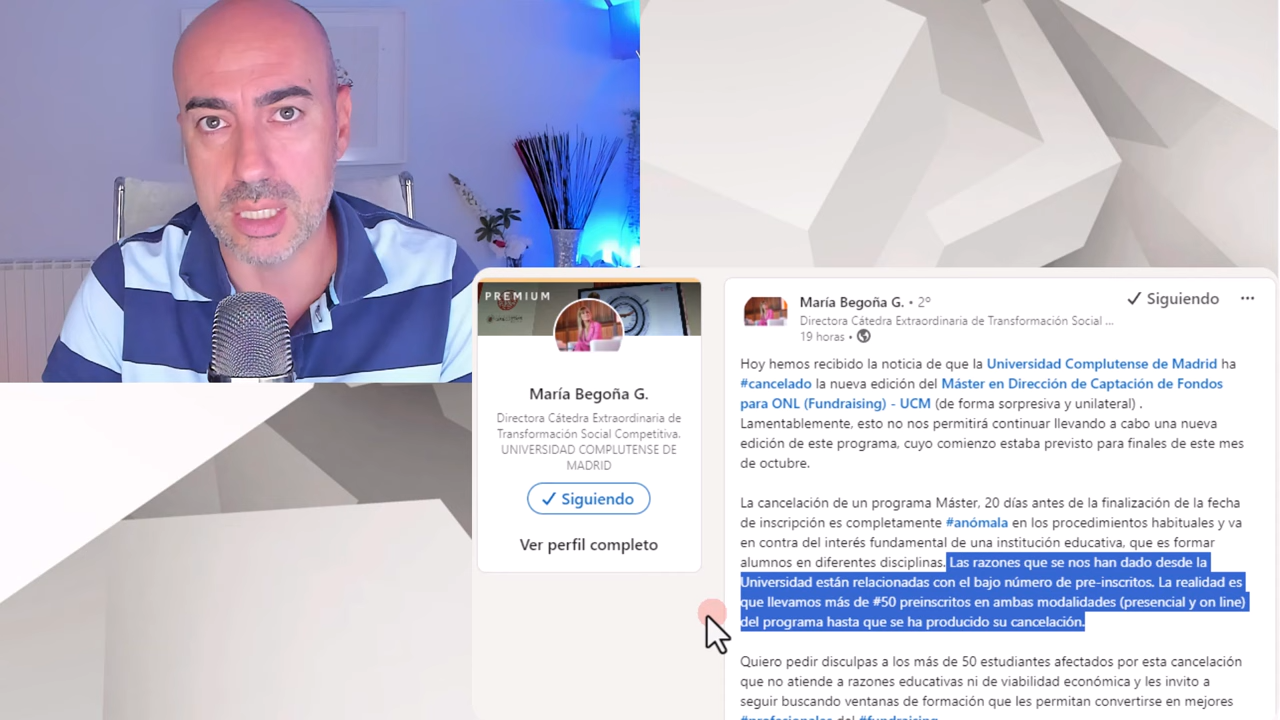 PREMIUM
María Begoña G.
Directora Cátedra Extraordinaria de
Transformación Social Competitiva.
UNIVERSIDAD COMPLUTENSE DE
MADRID
✓ Siguiendo
Ver perfil completo
María Begoña G. • 2º
✓ Siguiendo ···
Directora Cátedra Extraordinaria de Transformación Social ...
19 horas •
Hoy hemos recibido la noticia de que la Universidad Complutense de Madrid ha
#cancelado la nueva edición del Máster en Dirección de Captación de Fondos
para ONL (Fundraising) - UCM (de forma sorpresiva y unilateral) .
Lamentablemente, esto no nos permitirá continuar llevando a cabo una nueva
edición de este programa, cuyo comienzo estaba previsto para finales de este mes
de octubre.
La cancelación de un programa Máster, 20 días antes de la finalización de la fecha
de inscripción es completamente #anómala en los procedimientos habituales y va
en contra del interés fundamental de una institución educativa, que es formar
alumnos en diferentes disciplinas. Las razones que se nos han dado desde la
Universidad están relacionadas con el bajo número de pre-inscritos. La realidad es
que llevamos más de #50 preinscritos en ambas modalidades (presencial y on line)
del programa hasta que se ha producido su cancelación.
Quiero pedir disculpas a los más de 50 estudiantes afectados por esta cancelación
que no atiende a razones educativas ni de viabilidad económica y les invito a
seguir buscando ventanas de formación que les permitan convertirse en mejores
#profesionales del #fundraising.